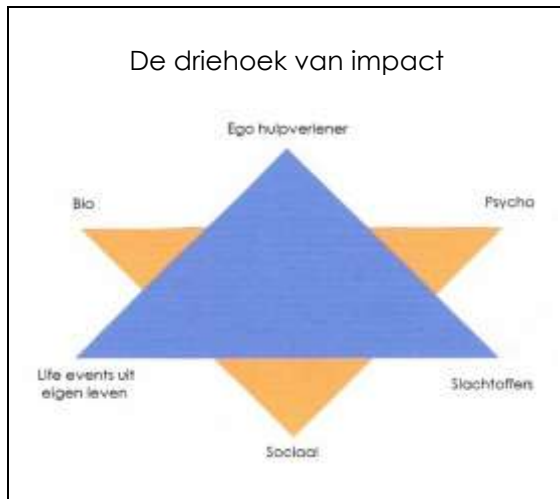 De driehoek van impact
Ego hulpverlener
Bio
Psycho
Life events uit
eigen leven
Slachtoffers
Sociaal